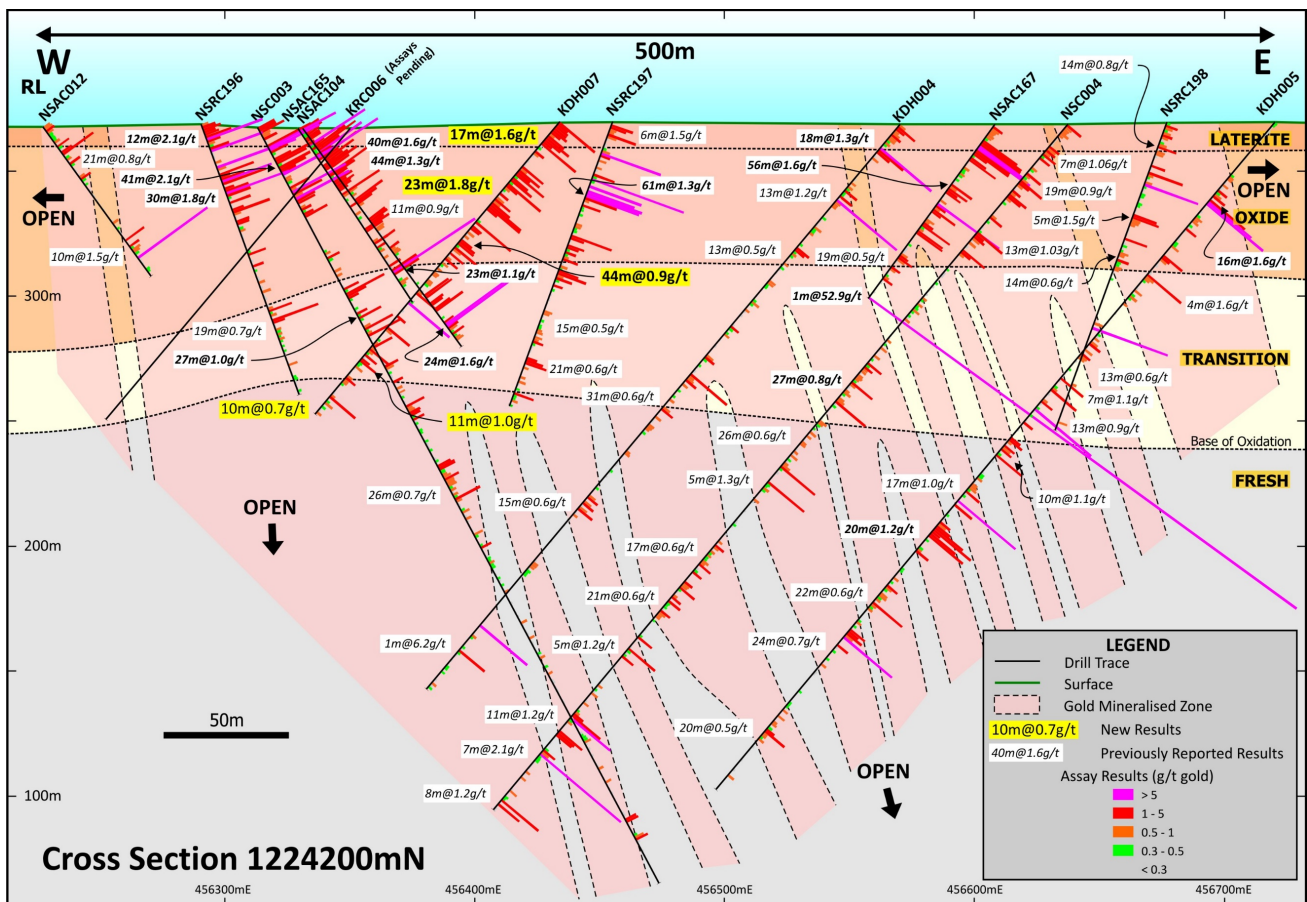 500m
W
E
RL
NSAC012
NSRC196
NSC003
NSAC165
NSAC104
KRC006 (Assays
Pending)
KDH007
NSRC197
KDH004
NSAC167
NSC004
NSRC198
KDH005
14m@0.8g/t
12m@2.1g/t
40m@1.6g/t
17m@1.6g/t
6m@1.5g/t
18m@1.3g/t
LATERITE
21m@0.8g/t
44m@1.3g/t
56m@1.6g/t
7m@1.06g/t
41m@2.1g/t
23m@1.8g/t
61m@1.3g/t
13m@1.2g/t
19m@0.9g/t
OPEN
OPEN
30m@1.8g/t
11m@0.9g/t
5m@1.5g/t
OXIDE
10m@1.5g/t
13m@0.5g/t
19m@0.5g/t
13m@1.03g/t
16m@1.6g/t
23m@1.1g/t
44m@0.9g/t
14m@0.6g/t
300m
1m@52.9g/t
4m@1.6g/t
19m@0.7g/t
15m@0.5g/t
27m@1.0g/t
24m@1.6g/t
21m@0.6g/t
TRANSITION
27m@0.8g/t
13m@0.6g/t
31m@0.6g/t
7m@1.1g/t
10m@0.7g/t
11m@1.0g/t
13m@0.9g/t
26m@0.6g/t
Base of Oxidation
5m@1.3g/t
17m@1.0g/t
FRESH
26m@0.7g/t
15m@0.6g/t
10m@1.1g/t
OPEN
20m@1.2g/t
200m
17m@0.6g/t
21m@0.6g/t
22m@0.6g/t
1m@6.2g/t
5m@1.2g/t
24m@0.7g/t
11m@1.2g/t
20m@0.5g/t
50m
7m@2.1g/t
OPEN
8m@1.2g/t
100m
LEGEND
Drill Trace
Surface
Gold Mineralised Zone
10m@0.7g/t New Results
40m@1.6g/t Previously Reported Results
Assay Results (g/t gold)
> 5
1 - 5
0.5 - 1
0.3 - 0.5
< 0.3
Cross Section 1224200mN
456300mE
456400mE
456500mE
456600mE
456700mE